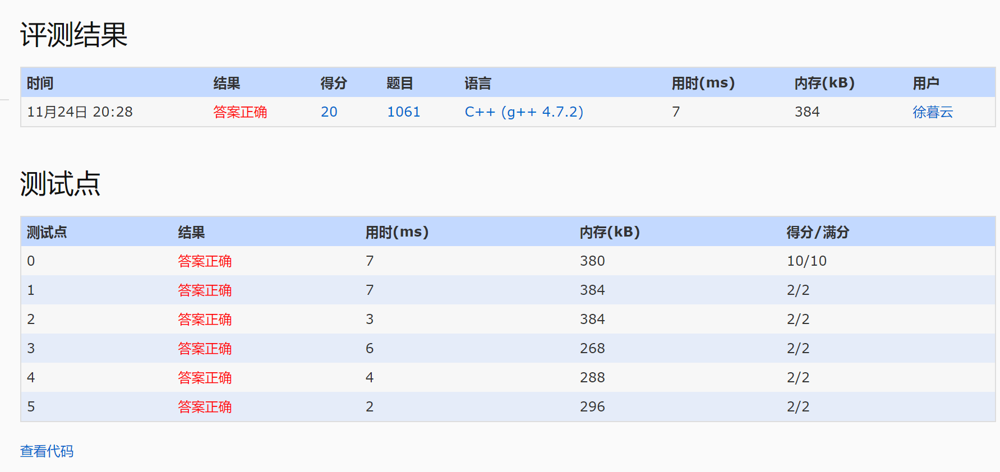 评测结果
时间 结果 得分 题目 语言 用时(ms) 内存(kB) 用户
11月24日 20:28 答案正确 20 1061 C++ (g++ 4.7.2) 7 384 徐暮云
测试点
测试点 结果 用时(ms) 内存(kB) 得分/满分
0 答案正确 7 380 10/10
1 答案正确 7 384 2/2
2 答案正确 3 384 2/2
3 答案正确 6 268 2/2
4 答案正确 4 288 2/2
5 答案正确 2 296 2/2
查看代码